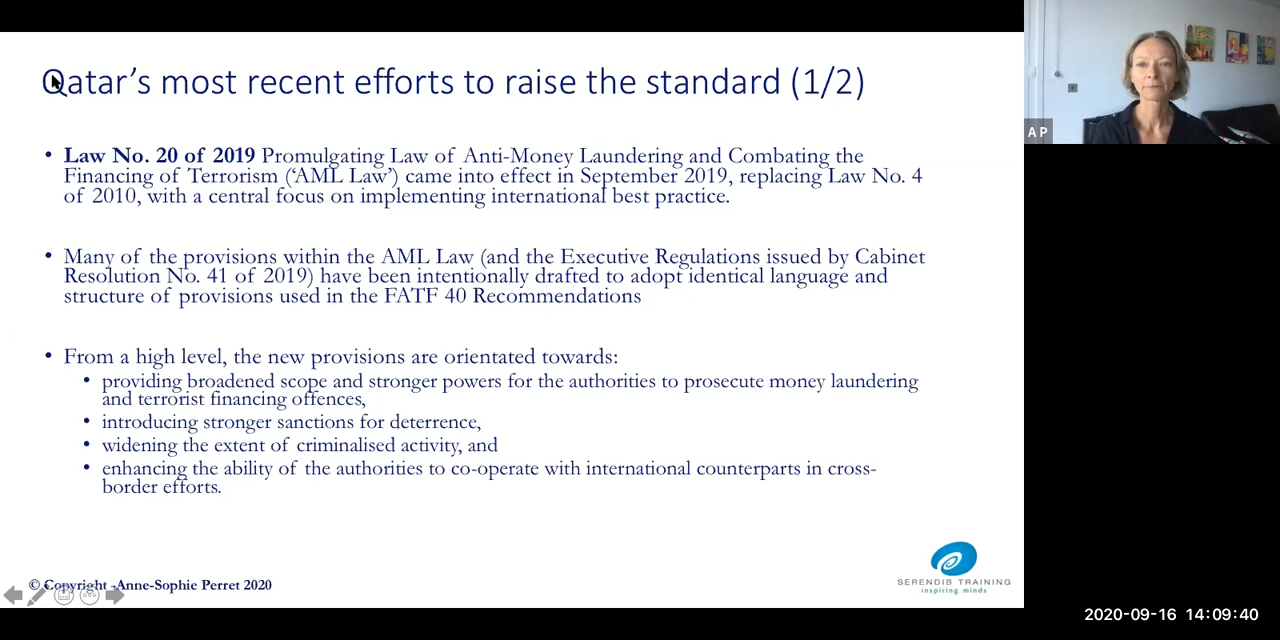 Qatar's most recent efforts to raise the standard (1/2)
• Law No. 20 of 2019 Promulgating Law of Anti-Money Laundering and Combating the
Financing of Terrorism ('AML Law') came into effect in September 2019, replacing Law No. 4
of 2010, with a central focus on implementing international best practice.
• Many of the provisions within the AML Law (and the Executive Regulations issued by Cabinet
Resolution No. 41 of 2019) have been intentionally drafted to adopt identical language and
structure of provisions used in the FATF 40 Recommendations
• From a high level, the new provisions are orientated towards:
• providing broadened scope and stronger powers for the authorities to prosecute money laundering
and terrorist financing offences,
• introducing stronger sanctions for deterrence,
• widening the extent of criminalised activity, and
• enhancing the ability of the authorities to co-operate with international counterparts in cross-
border efforts.
© Copyright -Anne-Sophie Perret 2020
SERENDIB TRAINING
inspiring minds
A P
2020-09-16 14:09:40